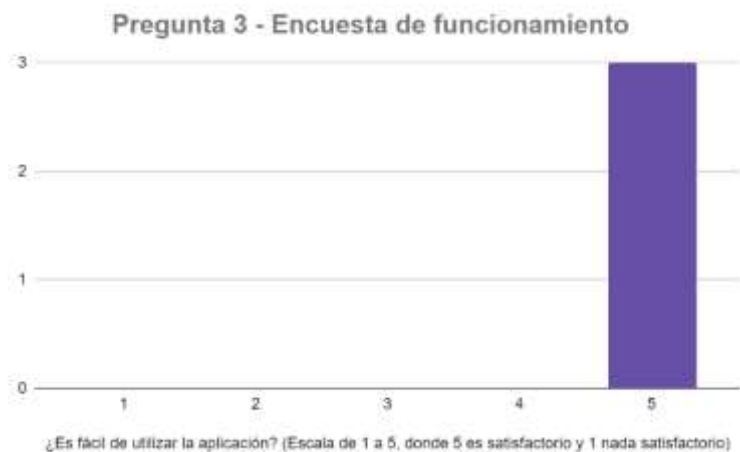 Pregunta 3 - Encuesta de funcionamiento
3
2
1
0
1 2 3 4 5
¿Es fácil de utilizar la aplicación? (Escala de 1 a 5, donde 5 es satisfactorio y 1 nada satisfactorio)